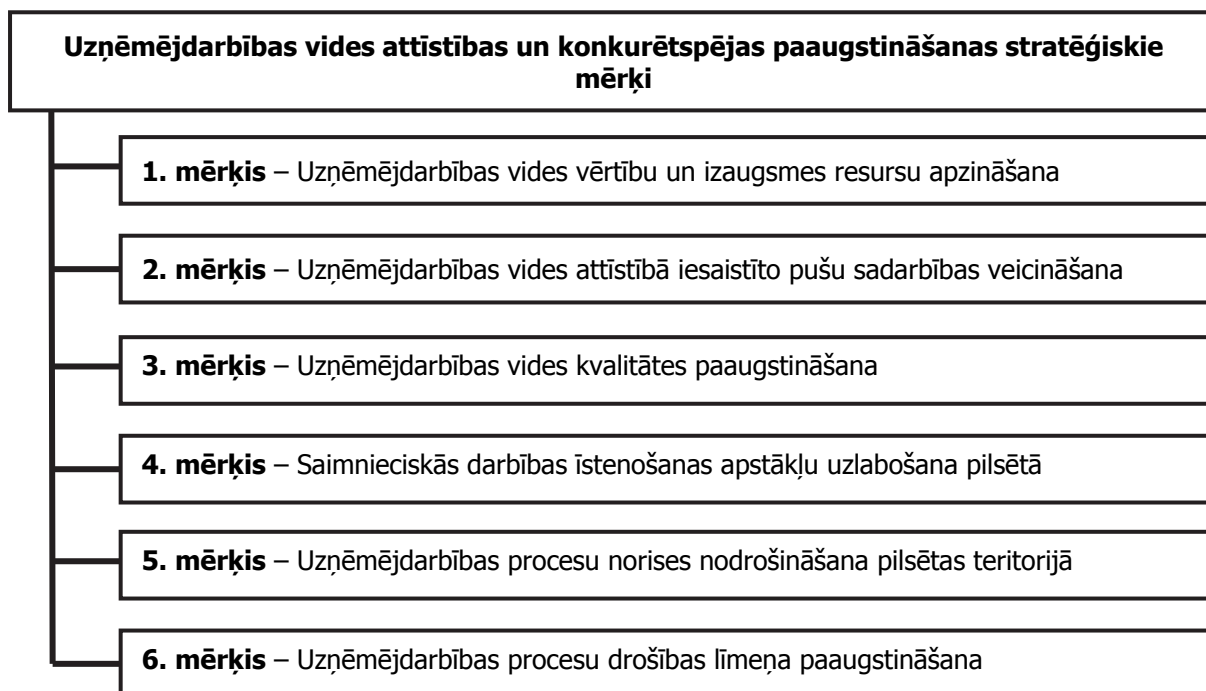 Uzņēmējdarbības vides attīstības un konkurētspējas paaugstināšanas stratēģiskie
mērķi
1. mērķis – Uzņēmējdarbības vides vērtību un izaugsmes resursu apzināšana
2. mērķis – Uzņēmējdarbības vides attīstībā iesaistīto pušu sadarbības veicināšana
3. mērķis – Uzņēmējdarbības vides kvalitātes paaugstināšana
4. mērķis – Saimnieciskās darbības īstenošanas apstākļu uzlabošana pilsētā
5. mērķis – Uzņēmējdarbības procesu norises nodrošināšana pilsētas teritorijā
6. mērķis – Uzņēmējdarbības procesu drošības līmeņa paaugstināšana